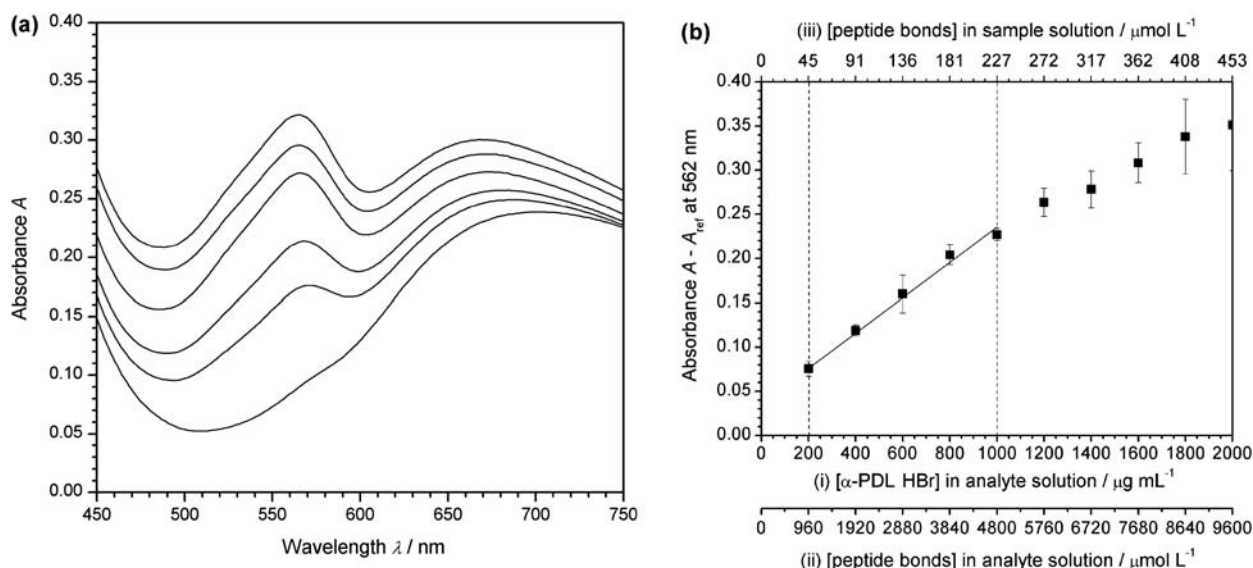 (a)
0.40
0.35
0.30
0.25
0.20
0.15
0.10
0.05
0.00
Absorbance A
450 500 550 600 650 700 750
Wavelength λ / nm
(b)
(iii) [peptide bonds] in sample solution / μmol L⁻¹
0 45 91 136 181 227 272 317 362 408 453
0.40
0.35
0.30
0.25
0.20
0.15
0.10
0.05
0.00
Absorbance A - A_ref at 562 nm
0 200 400 600 800 1000 1200 1400 1600 1800 2000
(i) [α-PDL HBr] in analyte solution / μg mL⁻¹
0 960 1920 2880 3840 4800 5760 6720 7680 8640 9600
(ii) [peptide bonds] in analyte solution / μmol L⁻¹